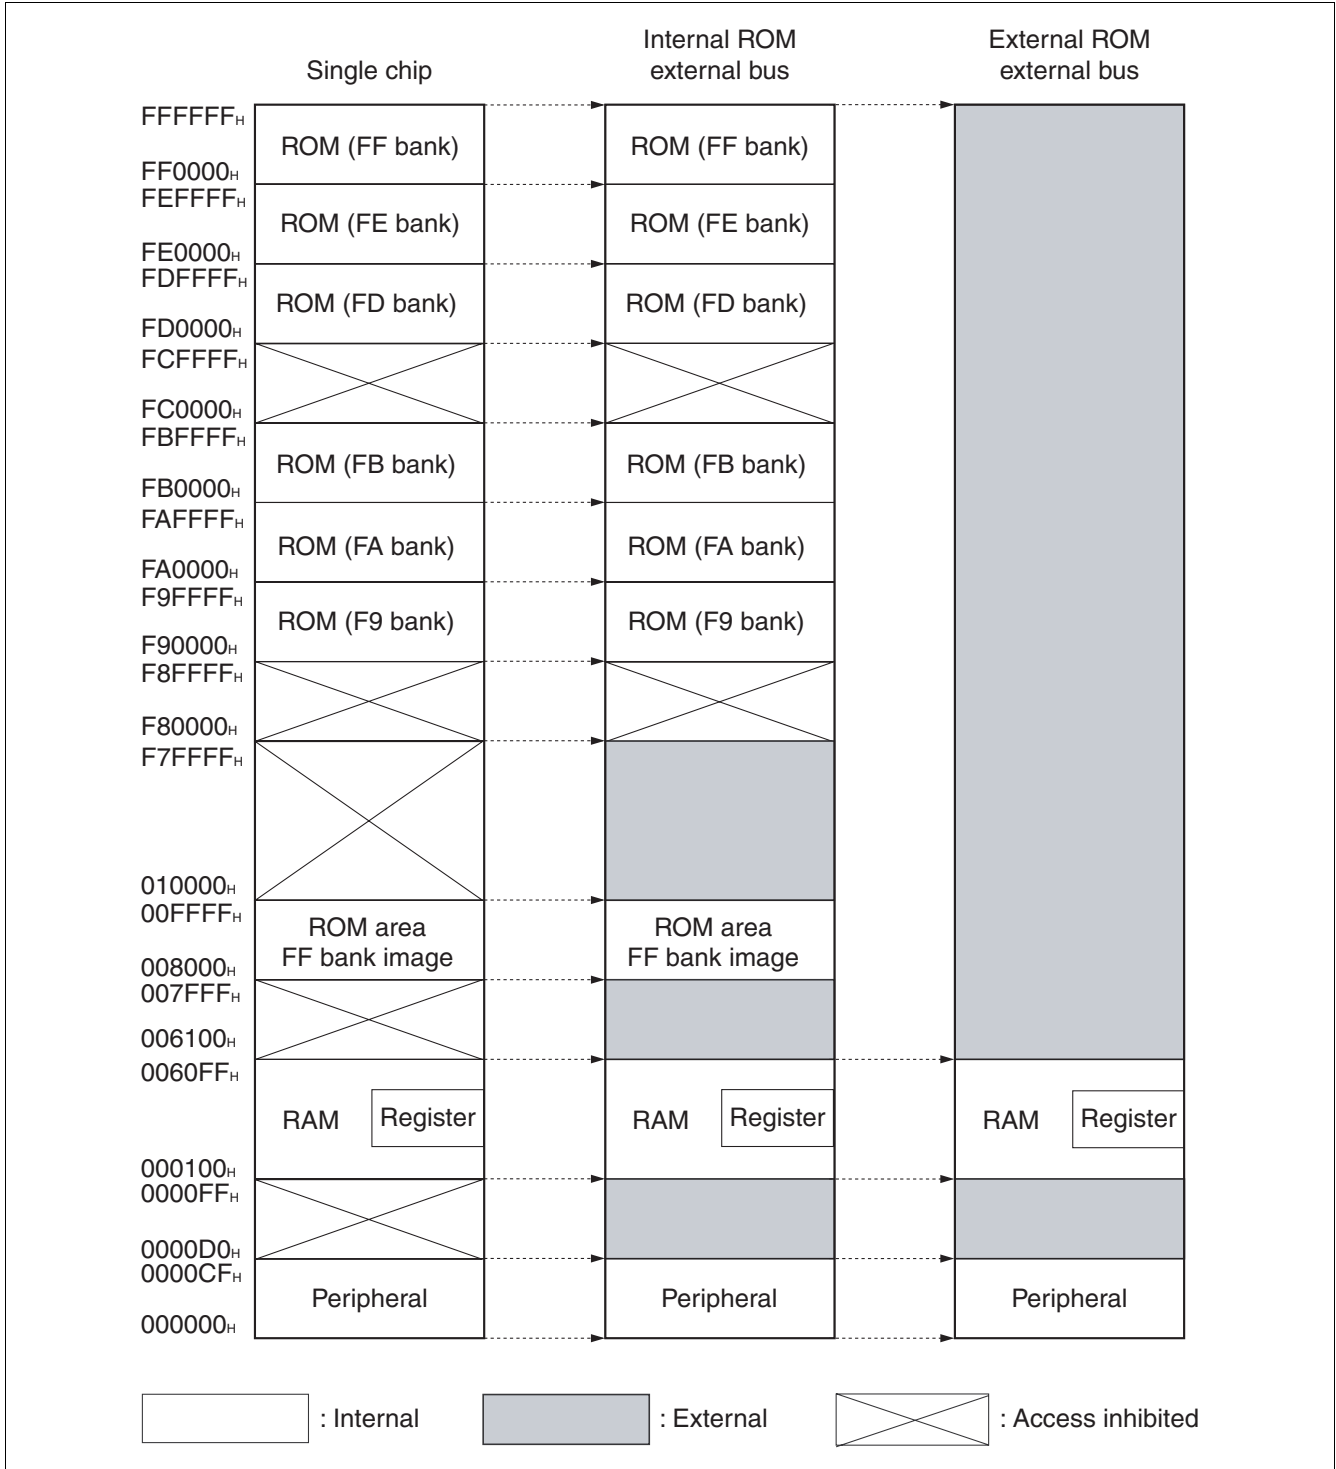 Single chip
Internal ROM
external bus
External ROM
external bus
FFFFFFH
ROM (FF bank)
ROM (FF bank)
FF0000H
FEFFFFH
ROM (FE bank)
ROM (FE bank)
FE0000H
FDFFFFH
ROM (FD bank)
ROM (FD bank)
FD0000H
FCFFFFH
FC0000H
FBFFFFH
ROM (FB bank)
ROM (FB bank)
FB0000H
FAFFFFH
ROM (FA bank)
ROM (FA bank)
FA0000H
F9FFFFH
ROM (F9 bank)
ROM (F9 bank)
F90000H
F8FFFFH
F80000H
F7FFFFH
010000H
00FFFFH
ROM area
FF bank image
ROM area
FF bank image
008000H
007FFFH
006100H
0060FFH
RAM
Register
RAM
Register
RAM
Register
000100H
0000FFH
0000D0H
0000CFH
Peripheral
Peripheral
Peripheral
000000H
: Internal
: External
: Access inhibited